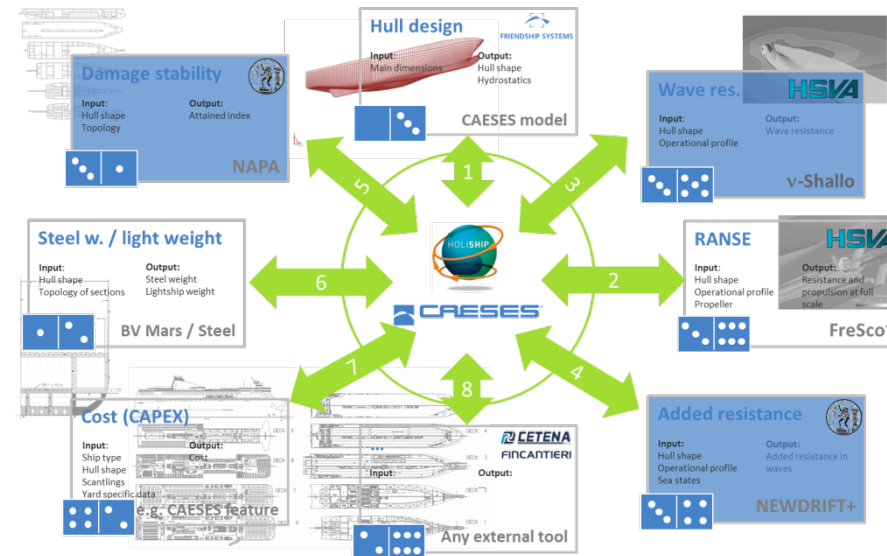 Hull design
FRIENDSHIP SYSTEMS
Input:
Main dimensions
Output:
Hull shape
Hydrostatics
CAESES model
Damage stability
Input:
Hull shape
Topology
Output:
Attained index
NAPA
Wave res.
HSVA
Input:
Hull shape
Operational profile
Output:
Wave resistance
ν-Shallo
Steel w. / light weight
Input:
Hull shape
Topology of sections
Output:
Steel weight
Lightship weight
BV Mars / Steel
RANSE
HSVA
Input:
Hull shape
Operational profile
Propeller
Output:
Resistance and
propulsion at full
scale
FreSco+
HOLISHIP
CAESES
1
2
3
4
5
6
7
8
Cost (CAPEX)
Input:
Ship type
Hull shape
Scantlings
Yard specific data
Output:
Cost
e.g. CAESES feature
...
CETENA
FINCANTIERI
Input:
Output:
Any external tool
Added resistance
Input:
Hull shape
Operational profile
Sea states
Output:
Added resistance in
waves
NEWDRIFT+